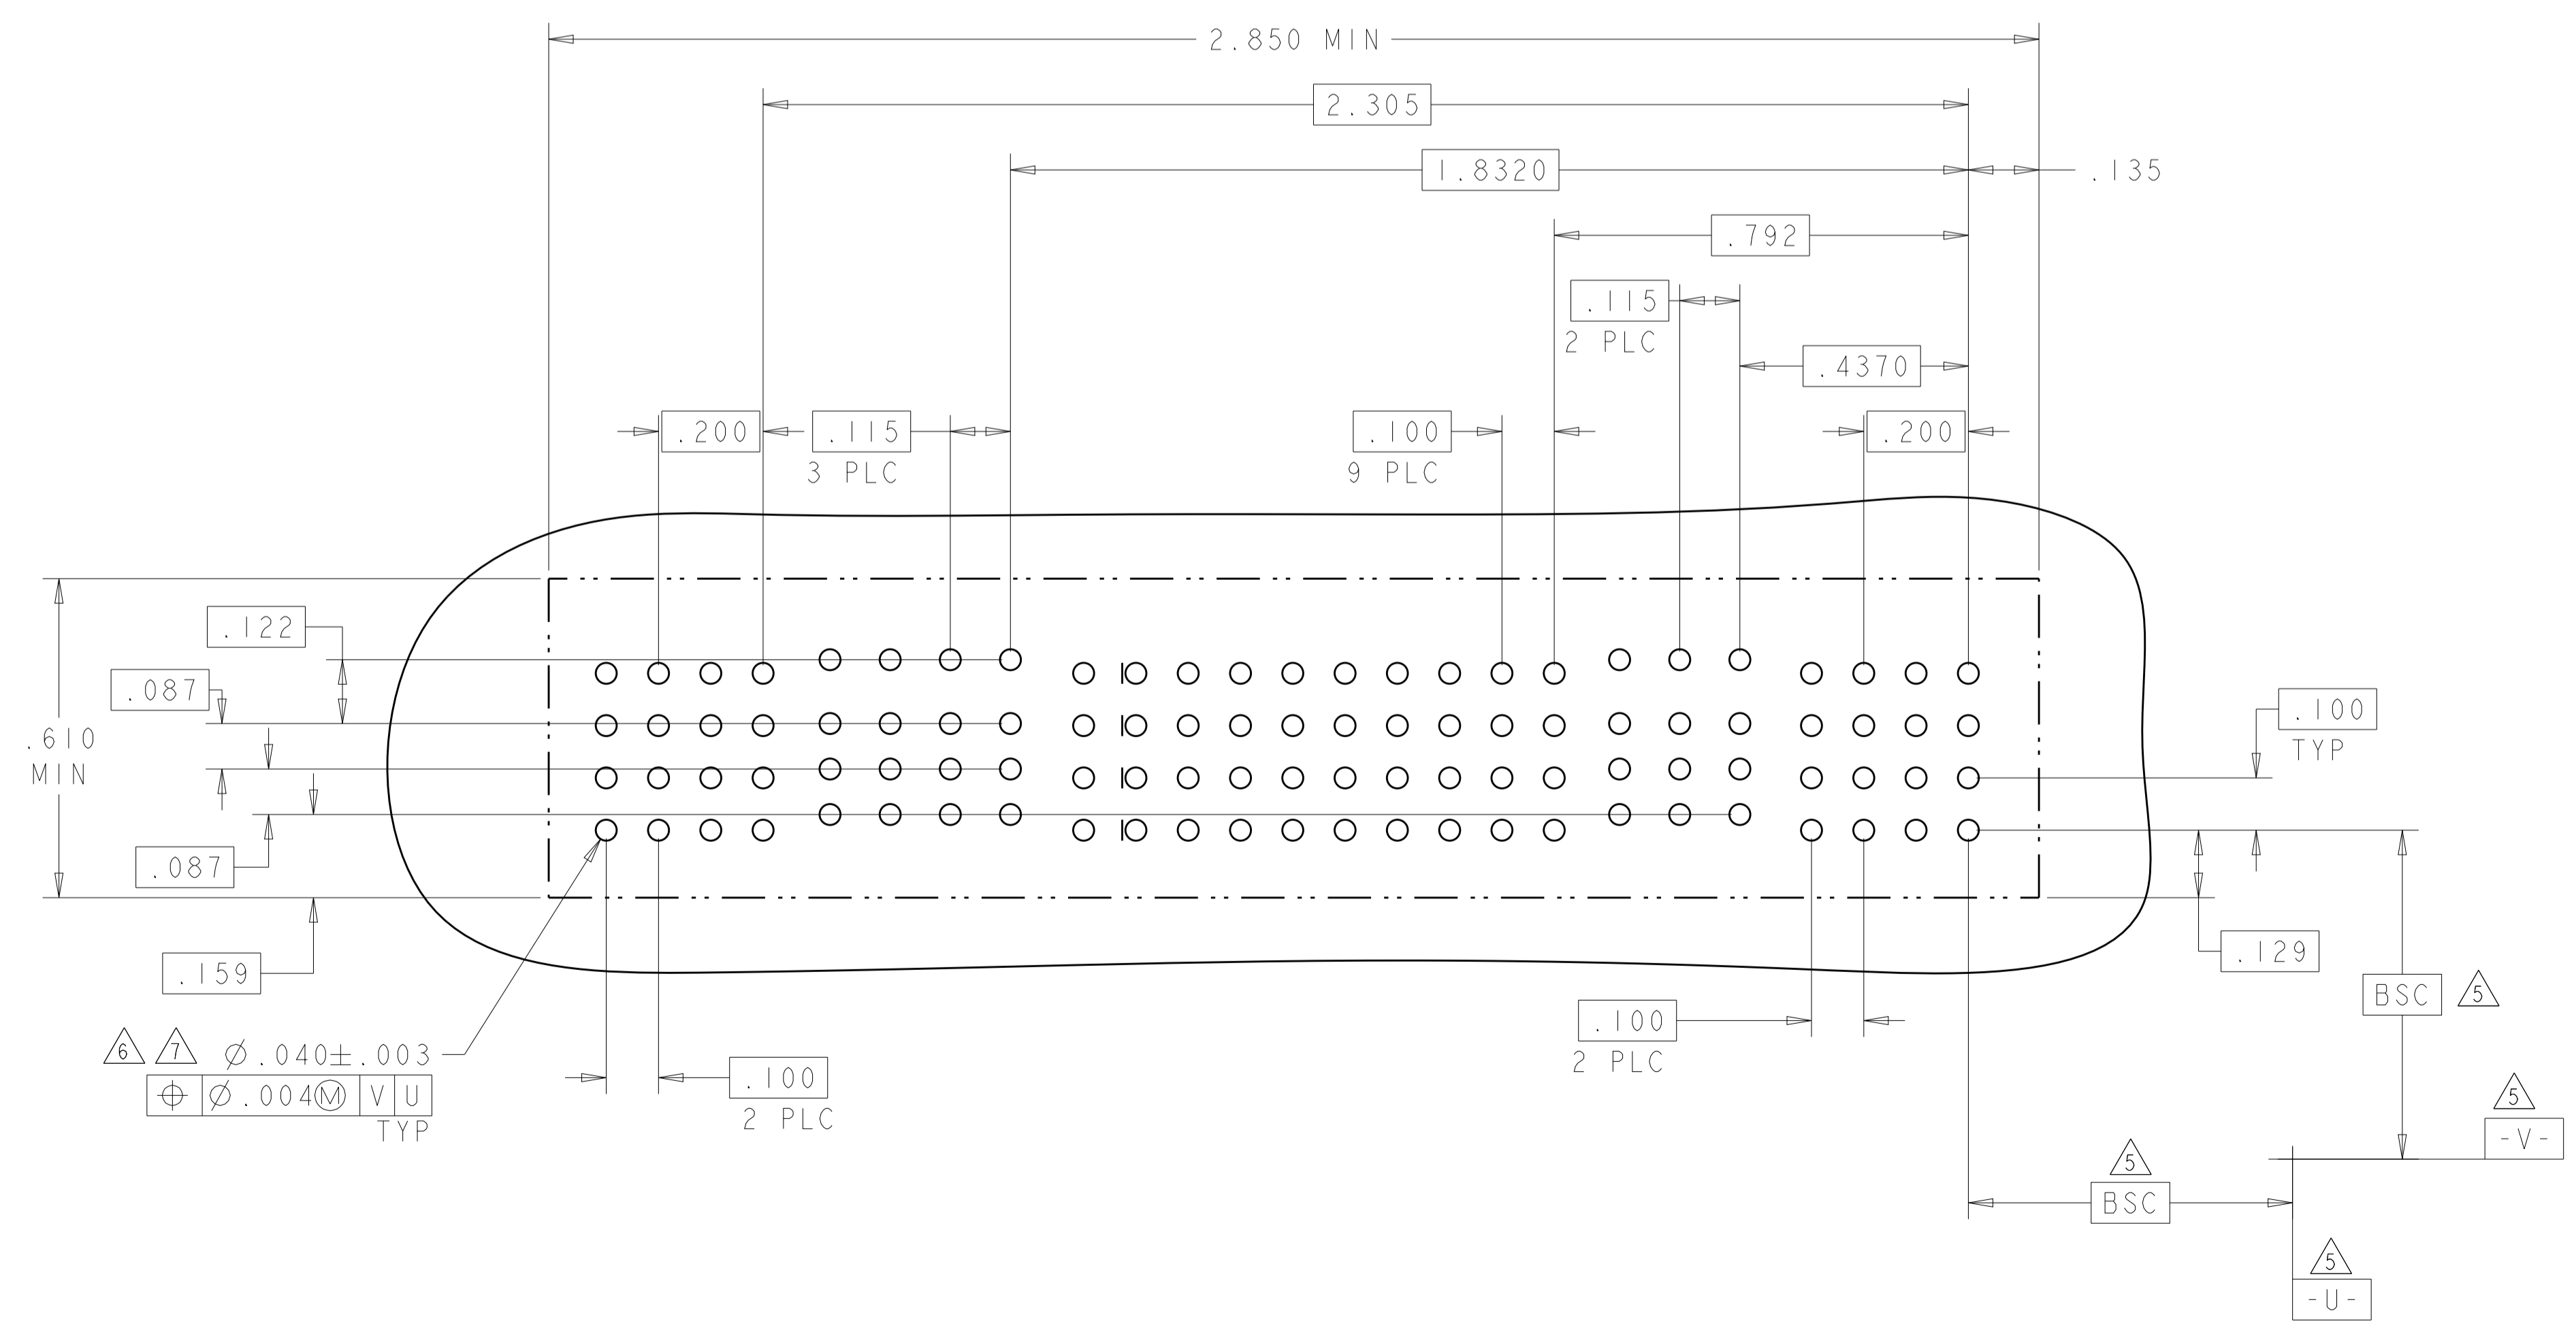 2.850 MIN
2.305
1.8320
.135
.792
.115
2 PLC
.4370
.200
.115
3 PLC
.100
9 PLC
.200
.122
.087
.610
MIN
.100
TYP
.087
.159
.129
BSC 5
6 7 Ø.040±.003
⌖ Ø.004Ⓜ V U
TYP
.100
2 PLC
.100
2 PLC
5
-V-
5
BSC
5
-U-